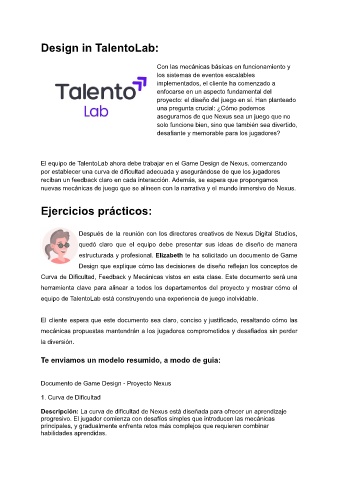 Design in TalentoLab:
Talento
Lab
Con las mecánicas básicas en funcionamiento y
los sistemas de eventos escalables
implementados, el cliente ha comenzado a
enfocarse en un aspecto fundamental del
proyecto: el diseño del juego en sí. Han planteado
una pregunta crucial: ¿Cómo podemos
asegurarnos de que Nexus sea un juego que no
solo funcione bien, sino que también sea divertido,
desafiante y memorable para los jugadores?
El equipo de TalentoLab ahora debe trabajar en el Game Design de Nexus, comenzando
por establecer una curva de dificultad adecuada y asegurándose de que los jugadores
reciban un feedback claro en cada interacción. Además, se espera que propongamos
nuevas mecánicas de juego que se alineen con la narrativa y el mundo inmersivo de Nexus.
Ejercicios prácticos:
Después de la reunión con los directores creativos de Nexus Digital Studios,
quedó claro que el equipo debe presentar sus ideas de diseño de manera
estructurada y profesional. Elizabeth te ha solicitado un documento de Game
Design que explique cómo las decisiones de diseño reflejan los conceptos de
Curva de Dificultad, Feedback y Mecánicas vistos en esta clase. Este documento será una
herramienta clave para alinear a todos los departamentos del proyecto y mostrar cómo el
equipo de TalentoLab está construyendo una experiencia de juego inolvidable.
El cliente espera que este documento sea claro, conciso y justificado, resaltando cómo las
mecánicas propuestas mantendrán a los jugadores comprometidos y desafiados sin perder
la diversión.
Te enviamos un modelo resumido, a modo de guia:
Documento de Game Design - Proyecto Nexus
1. Curva de Dificultad
Descripción: La curva de dificultad de Nexus está diseñada para ofrecer un aprendizaje
progresivo. El jugador comienza con desafíos simples que introducen las mecánicas
principales, y gradualmente enfrenta retos más complejos que requieren combinar
habilidades aprendidas.